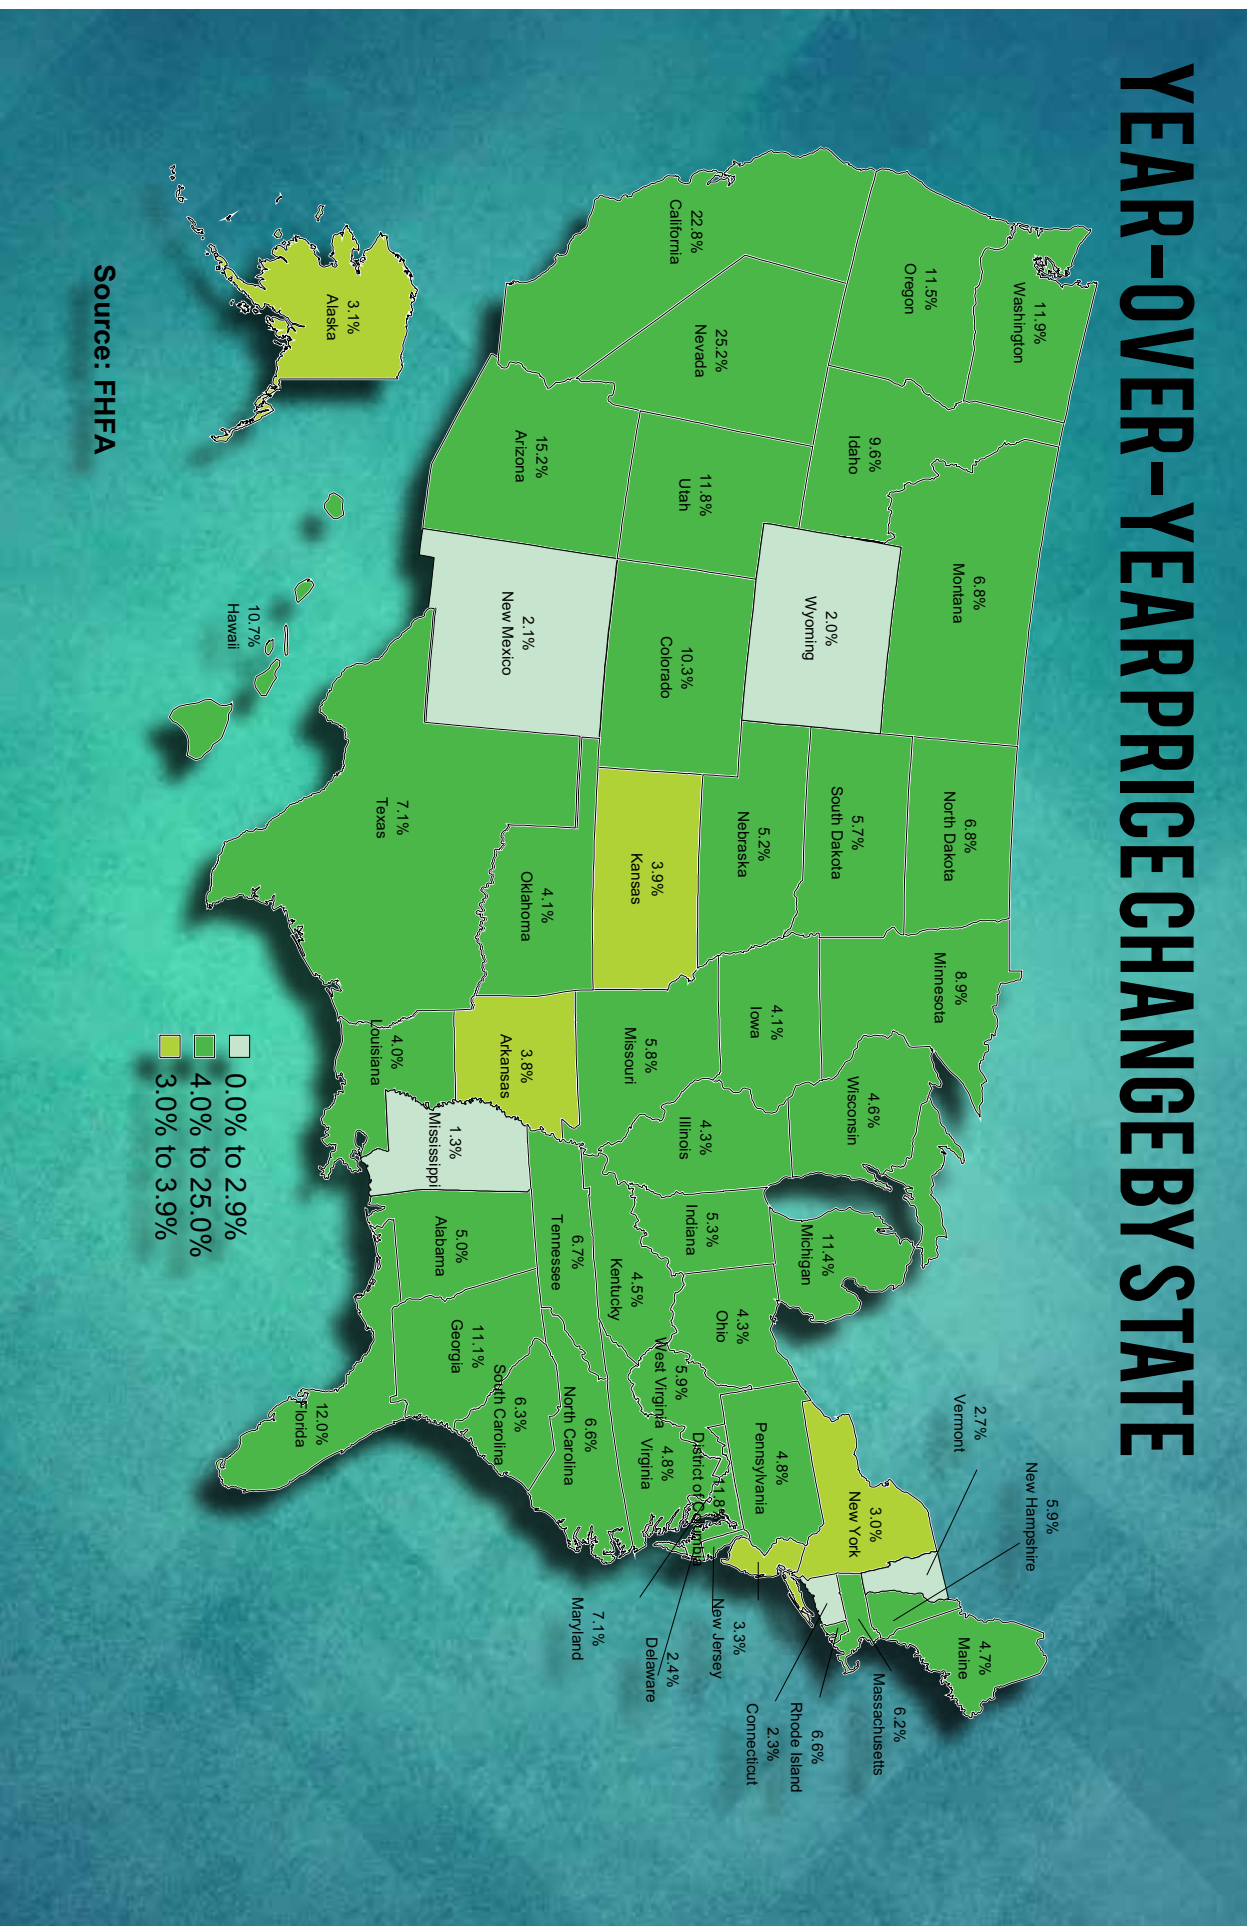 YEAR-OVER-YEAR PRICE CHANGE BY STATE
11.9%
Washington
11.5%
Oregon
22.8%
California
25.2%
Nevada
9.6%
Idaho
6.8%
Montana
2.0%
Wyoming
11.8%
Utah
10.3%
Colorado
15.2%
Arizona
2.1%
New Mexico
6.8%
North Dakota
5.7%
South Dakota
5.2%
Nebraska
3.9%
Kansas
4.1%
Oklahoma
7.1%
Texas
8.9%
Minnesota
4.1%
Iowa
5.8%
Missouri
3.8%
Arkansas
4.0%
Louisiana
4.6%
Wisconsin
4.3%
Illinois
1.3%
Mississippi
11.4%
Michigan
5.3%
Indiana
4.5%
Kentucky
6.7%
Tennessee
5.0%
Alabama
4.3%
Ohio
5.9%
West Virginia
4.8%
Virginia
6.6%
North Carolina
6.3%
South Carolina
11.1%
Georgia
12.0%
Florida
4.8%
Pennsylvania
11.8%
District of Columbia
3.0%
New York
2.7%
Vermont
5.9%
New Hampshire
4.7%
Maine
6.2%
Massachusetts
6.6%
Rhode Island
2.3%
Connecticut
3.3%
New Jersey
2.4%
Delaware
7.1%
Maryland
3.1%
Alaska
10.7%
Hawaii
0.0% to 2.9%
4.0% to 25.0%
3.0% to 3.9%
Source: FHFA